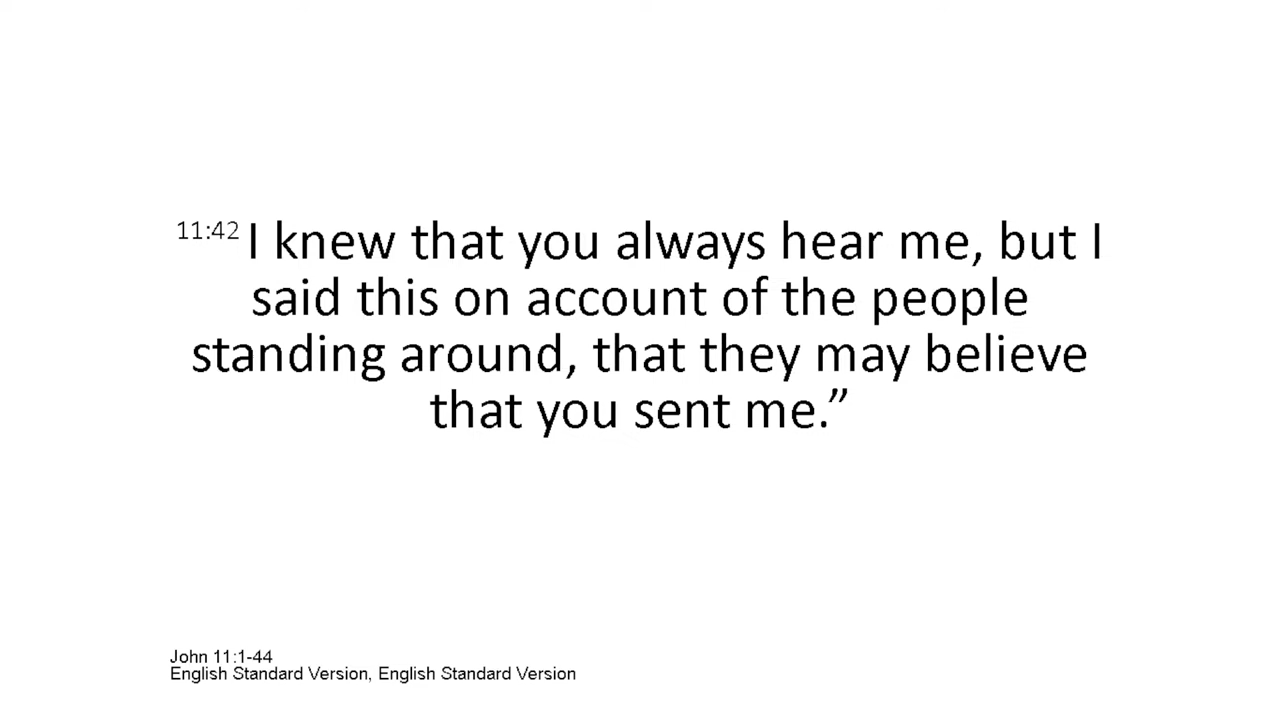 11:42 I knew that you always hear me, but I
said this on account of the people
standing around, that they may believe
that you sent me.”
John 11:1-44
English Standard Version, English Standard Version